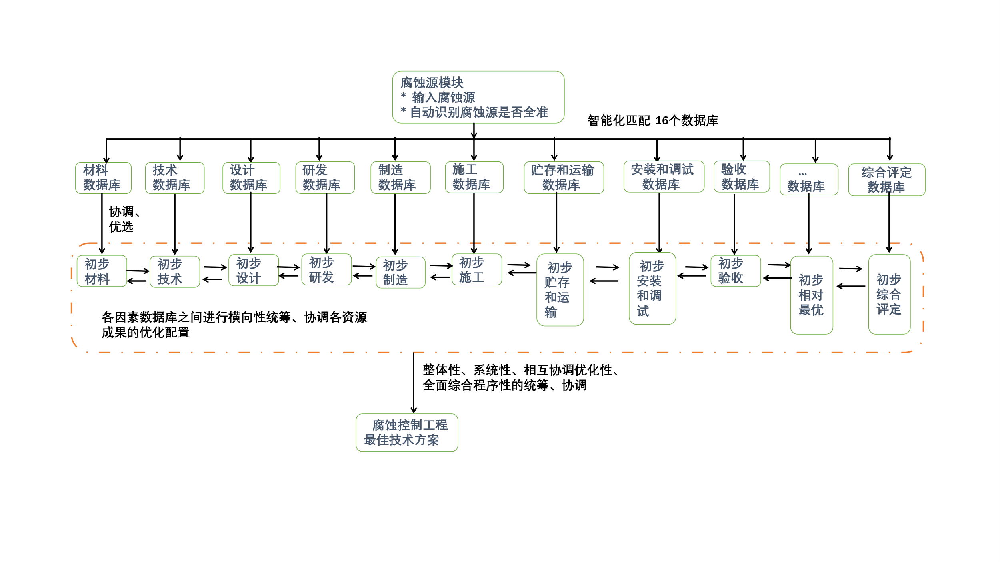 腐蚀源模块
* 输入腐蚀源
* 自动识别腐蚀源是否全准
智能化匹配 16个数据库
材料
数据库
技术
数据库
设计
数据库
研发
数据库
制造
数据库
施工
数据库
贮存和运输
数据库
安装和调试
数据库
验收
数据库
...
数据库
综合评定
数据库
协调、
优选
初步
材料
初步
技术
初步
设计
初步
研发
初步
制造
初步
施工
初步
贮存
和运
输
初步
安装
和调
试
初步
验收
初步
相对
最优
初步
综合
评定
各因素数据库之间进行横向性统筹、协调各资源
成果的优化配置
整体性、系统性、相互协调优化性、
全面综合程序性的统筹、协调
腐蚀控制工程
最佳技术方案